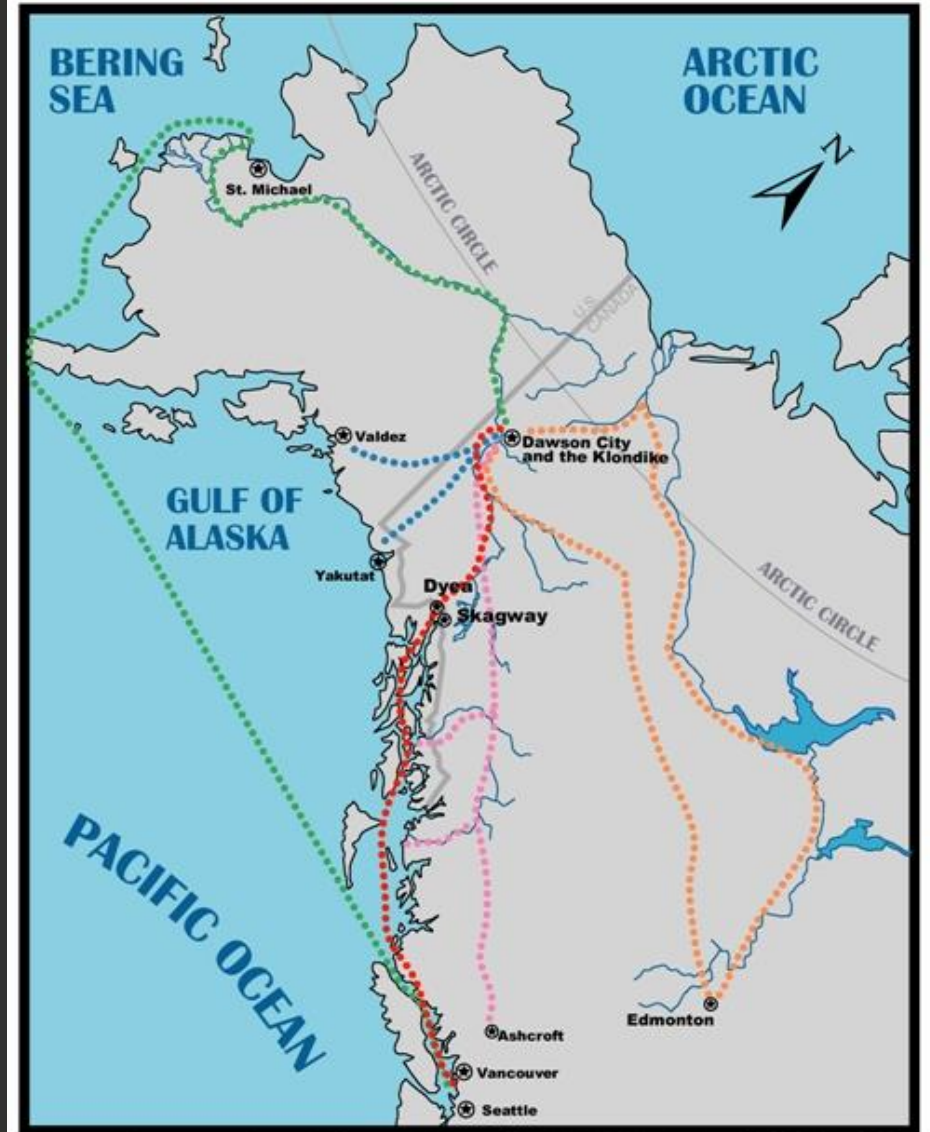 BERING
SEA
ARCTIC
OCEAN
N
ARCTIC CIRCLE
St. Michael
U.S.
CANADA
Valdez
Dawson City
and the Klondike
GULF OF
ALASKA
Yakutat
Dyea
Skagway
ARCTIC CIRCLE
PACIFIC OCEAN
Edmonton
Ashcroft
Vancouver
Seattle